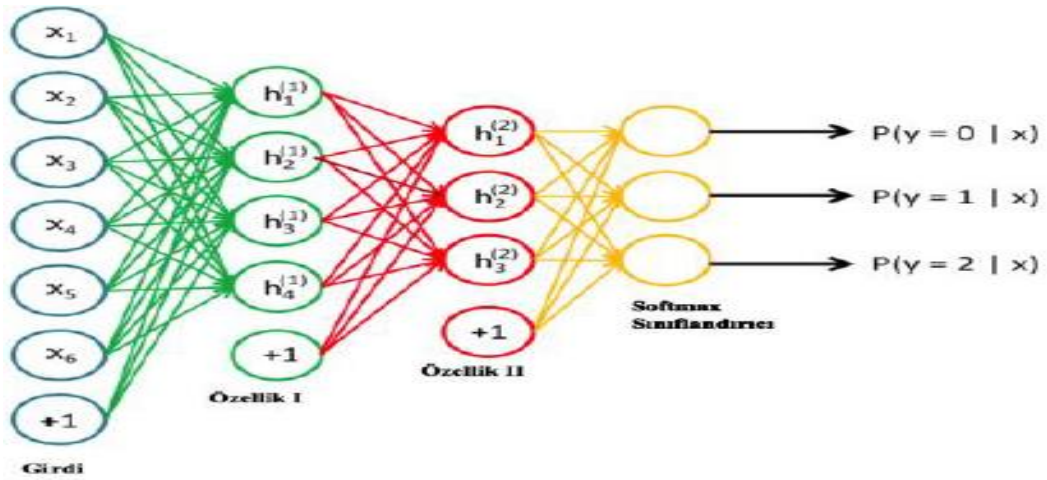 x₁
x₂
x₃
x₄
x₅
x₆
+1
Girdi
h₁⁽¹⁾
h₂⁽¹⁾
h₃⁽¹⁾
h₄⁽¹⁾
+1
Özellik I
h₁⁽²⁾
h₂⁽²⁾
h₃⁽²⁾
+1
Özellik II
Softmax
Sınıflandırıcı
P(y = 0 | x)
P(y = 1 | x)
P(y = 2 | x)